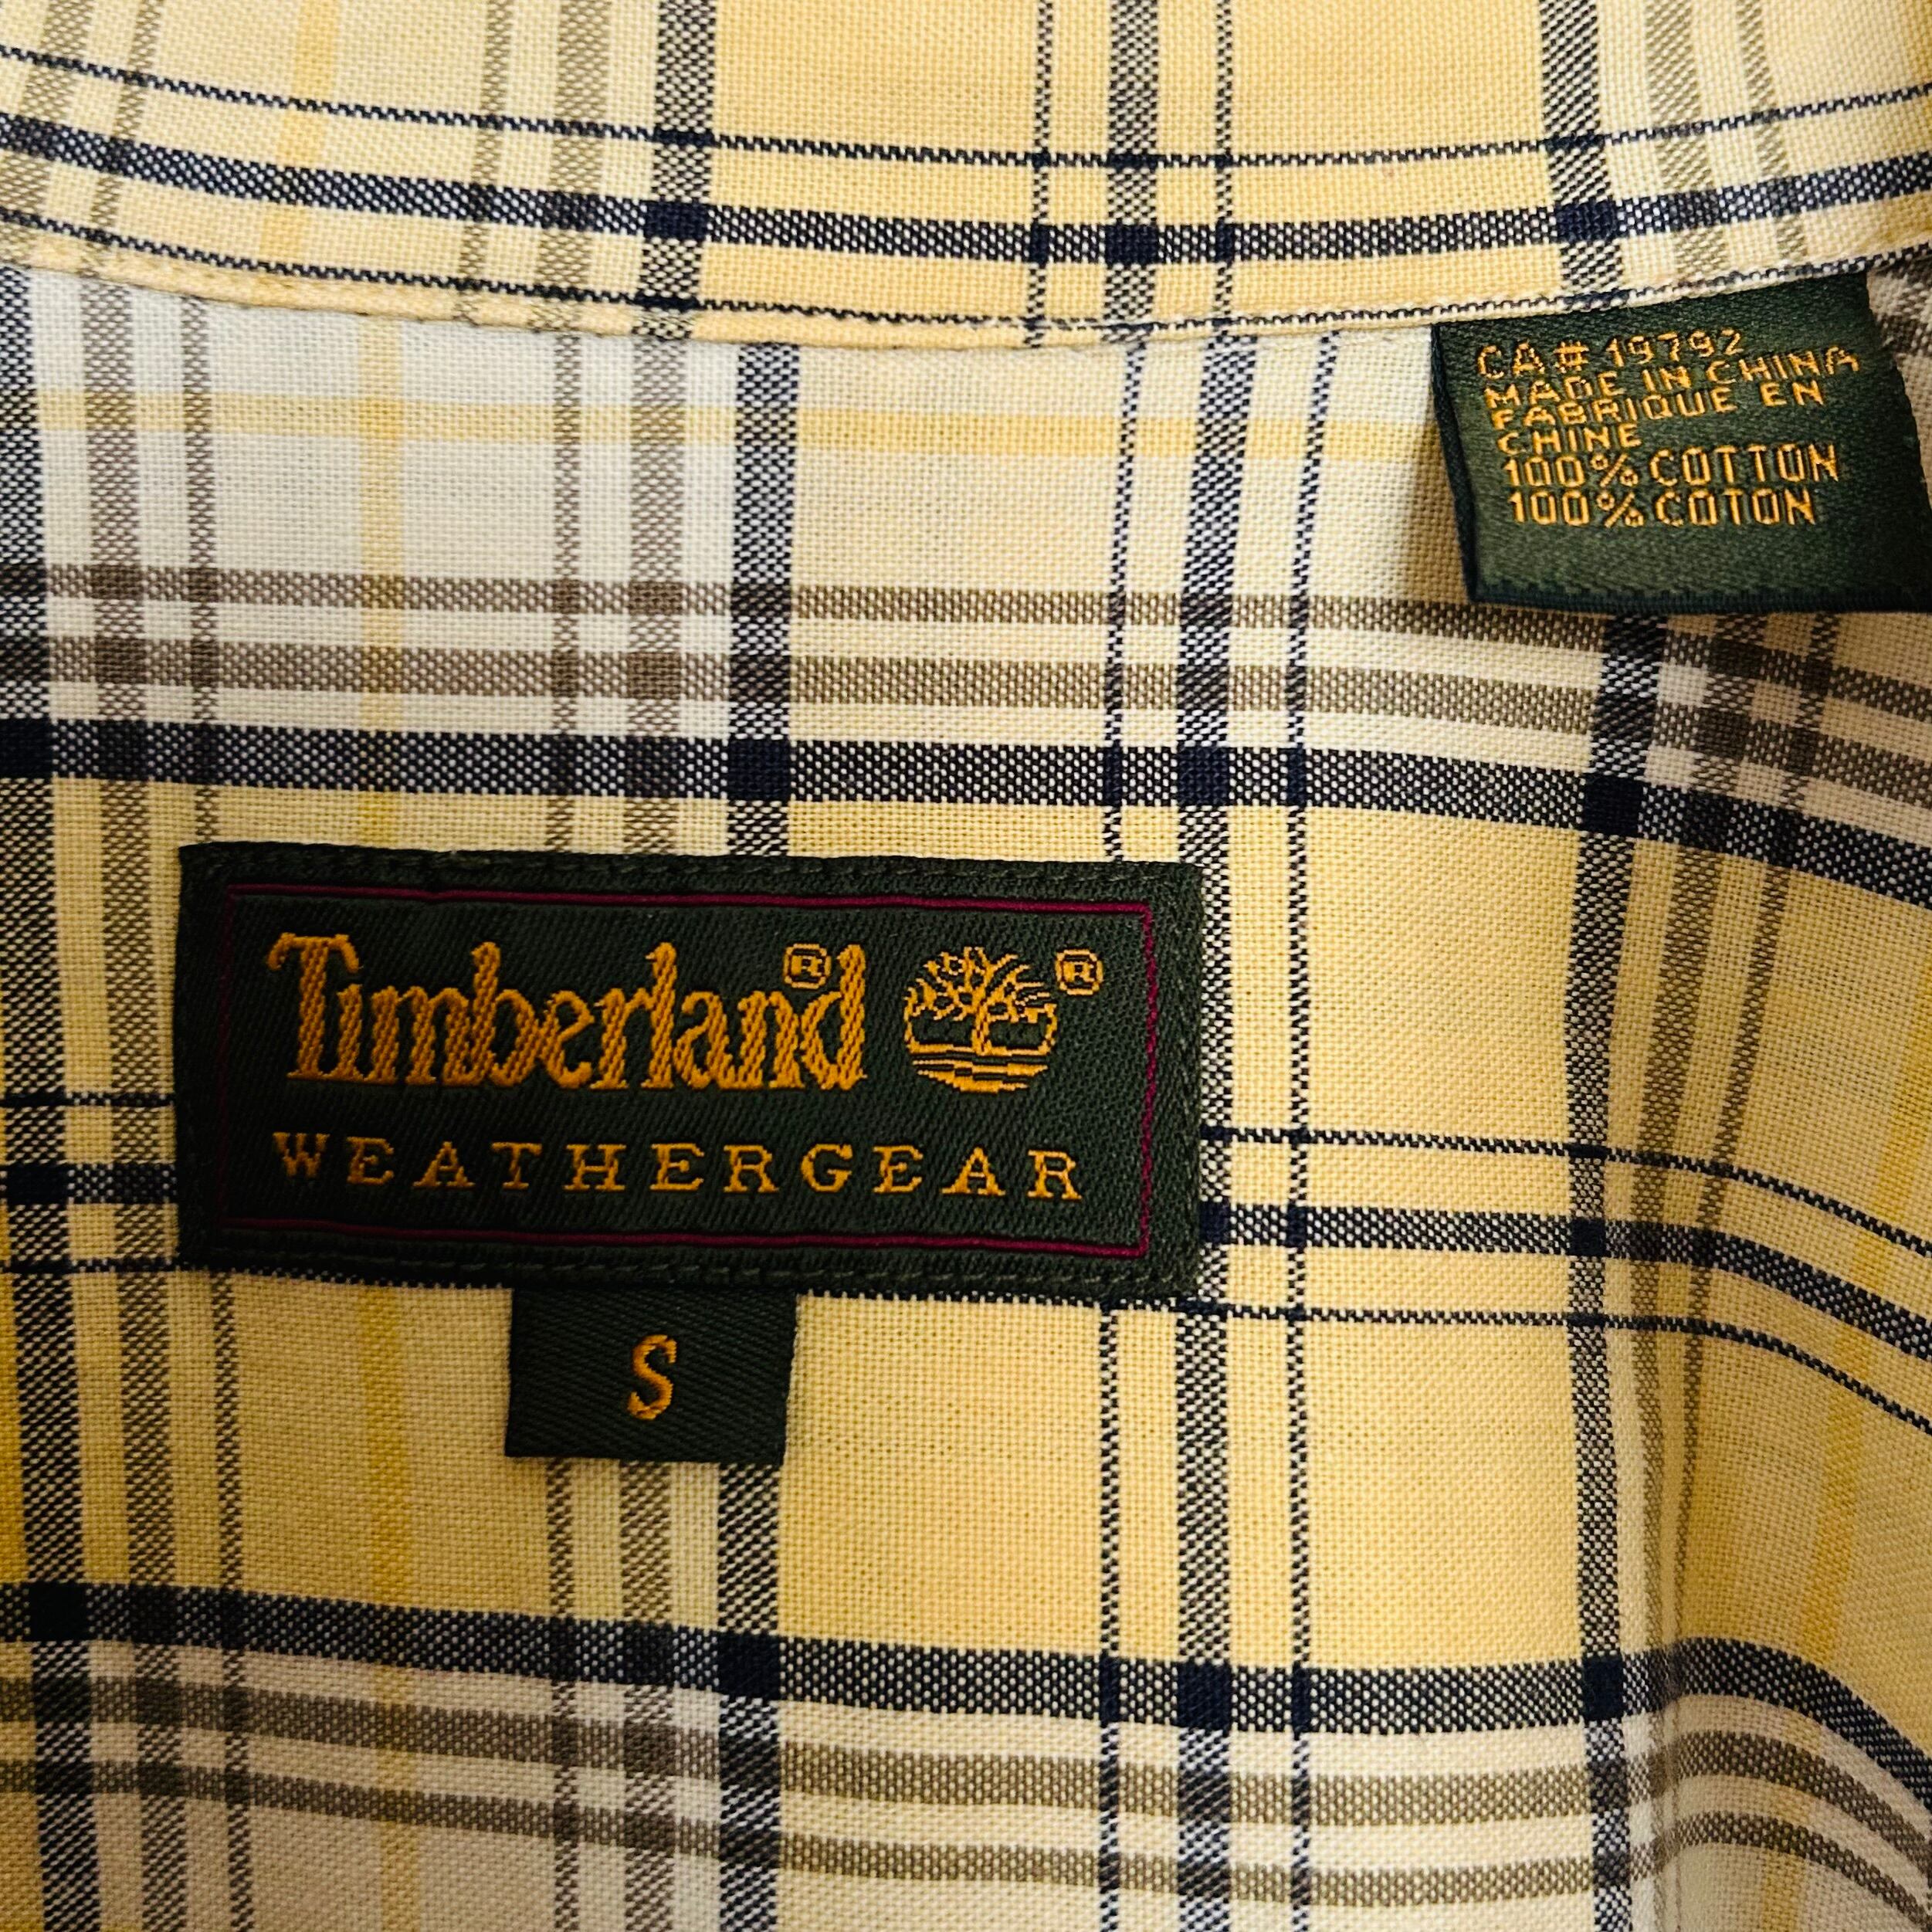 CA# 19792
MADE IN CHINA
FABRIQUE EN
CHINE
100% COTTON
100% COTON
Timberland® ®
WEATHERGEAR
S